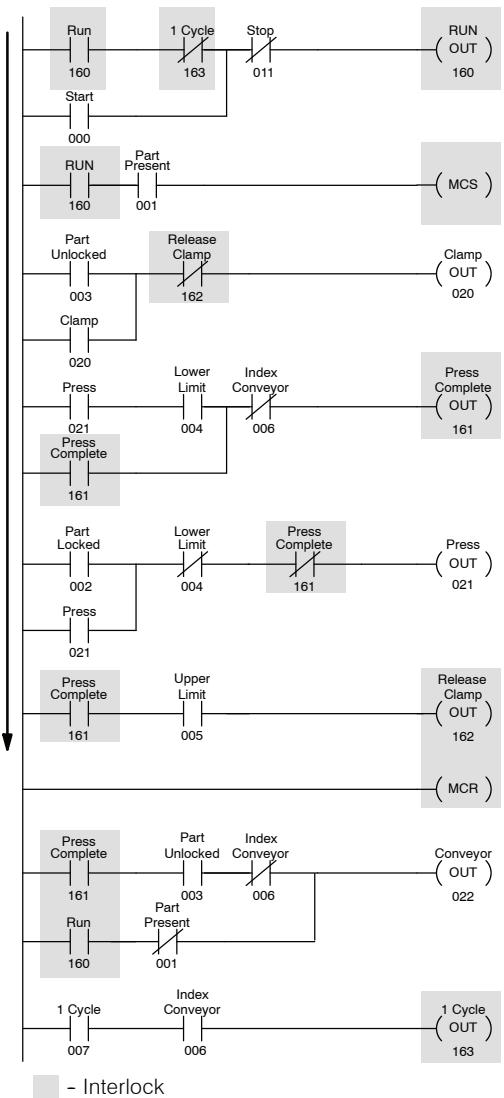 Run 1 Cycle Stop RUN
OUT
160 163 011 160
Start
000
RUN Part Present
MCS
160 001
Part Unlocked Release Clamp Clamp
OUT
003 162 020
Clamp
020
Press Lower Limit Index Conveyor Press Complete
OUT
021 004 006 161
Press Complete
161
Part Locked Lower Limit Press Complete Press
OUT
002 004 161 021
Press
021
Press Complete Upper Limit Release Clamp
OUT
161 005 162
MCR
Press Complete Part Unlocked Index Conveyor Conveyor
OUT
161 003 006 022
Run Part Present
160 001
1 Cycle Index Conveyor 1 Cycle
OUT
007 006 163
- Interlock